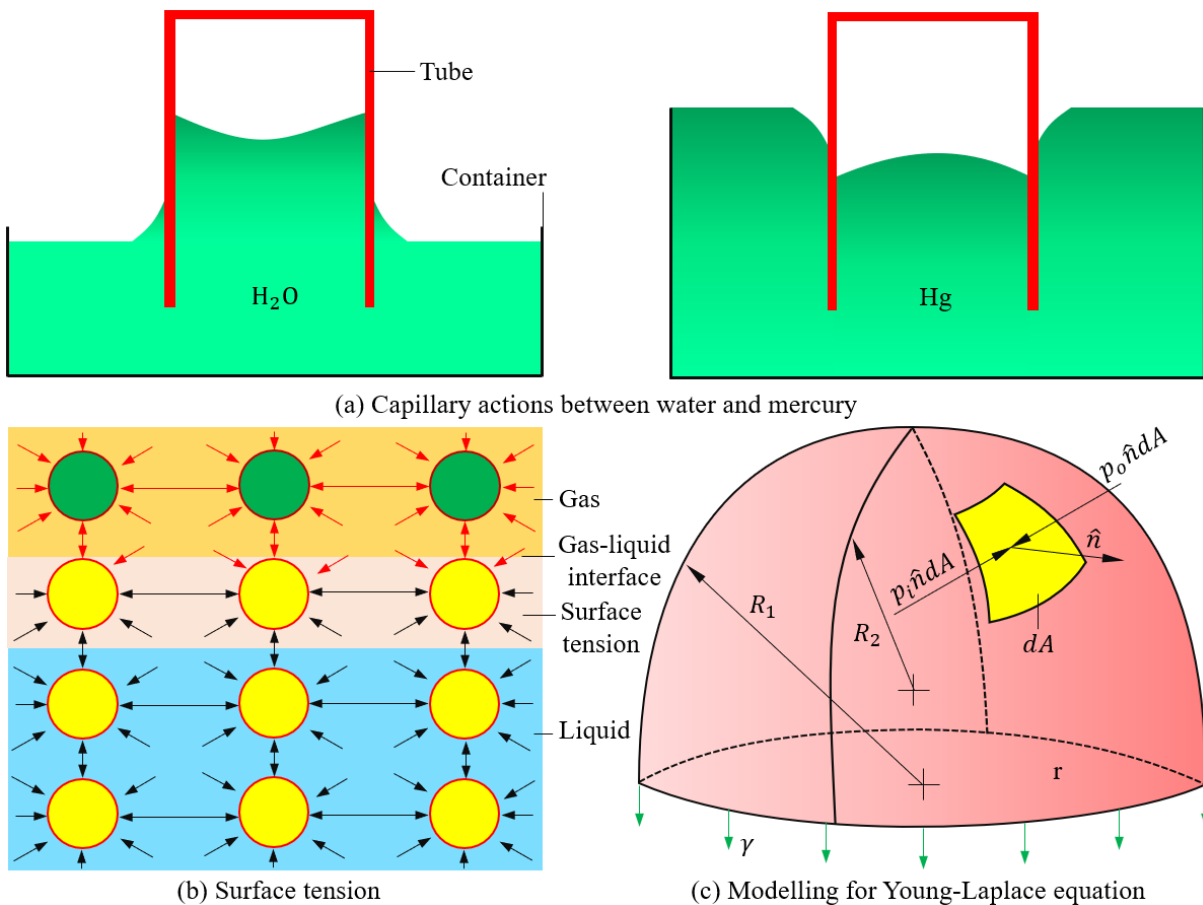 Tube
Container
H₂O
Hg
(a) Capillary actions between water and mercury
Gas
Gas-liquid
interface
Surface
tension
Liquid
(b) Surface tension
pₒn̂dA
n̂
pᵢn̂dA
R₁
R₂
dA
r
γ
(c) Modelling for Young-Laplace equation